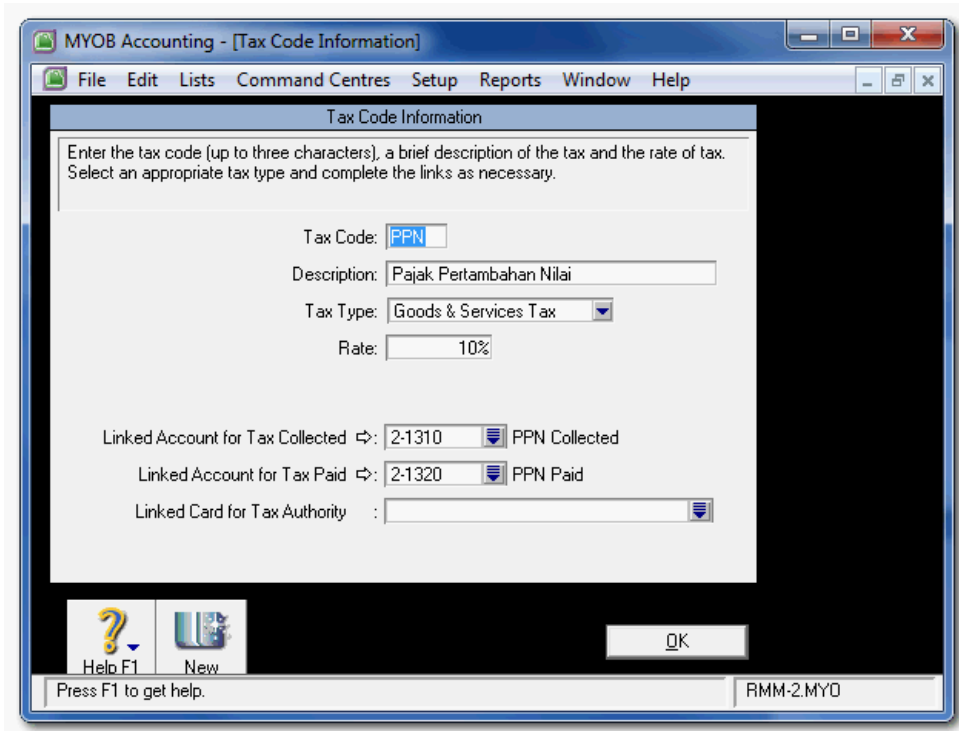 MYOB Accounting - [Tax Code Information]
File Edit Lists Command Centres Setup Reports Window Help
Tax Code Information
Enter the tax code (up to three characters), a brief description of the tax and the rate of tax.
Select an appropriate tax type and complete the links as necessary.
Tax Code: PPN
Description: Pajak Pertambahan Nilai
Tax Type: Goods & Services Tax
Rate: 10%
Linked Account for Tax Collected ⇨: 2-1310 PPN Collected
Linked Account for Tax Paid ⇨: 2-1320 PPN Paid
Linked Card for Tax Authority :
Help F1 New OK
Press F1 to get help. RMM-2.MYO